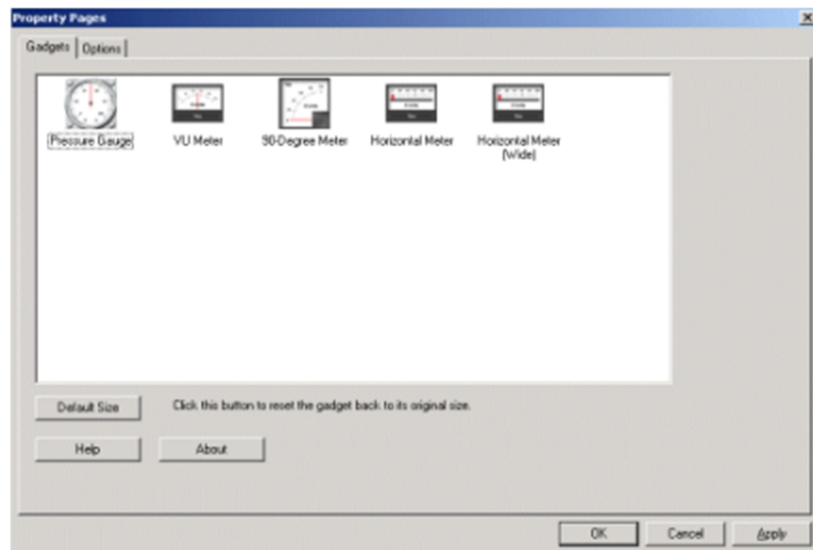 Property Pages
Gadgets
Options
Pressure Gauge
VU Meter
90-Degree Meter
Horizontal Meter
Horizontal Meter
(Wide)
Default Size
Click this button to reset the gadget back to its original size.
Help
About
OK
Cancel
Apply